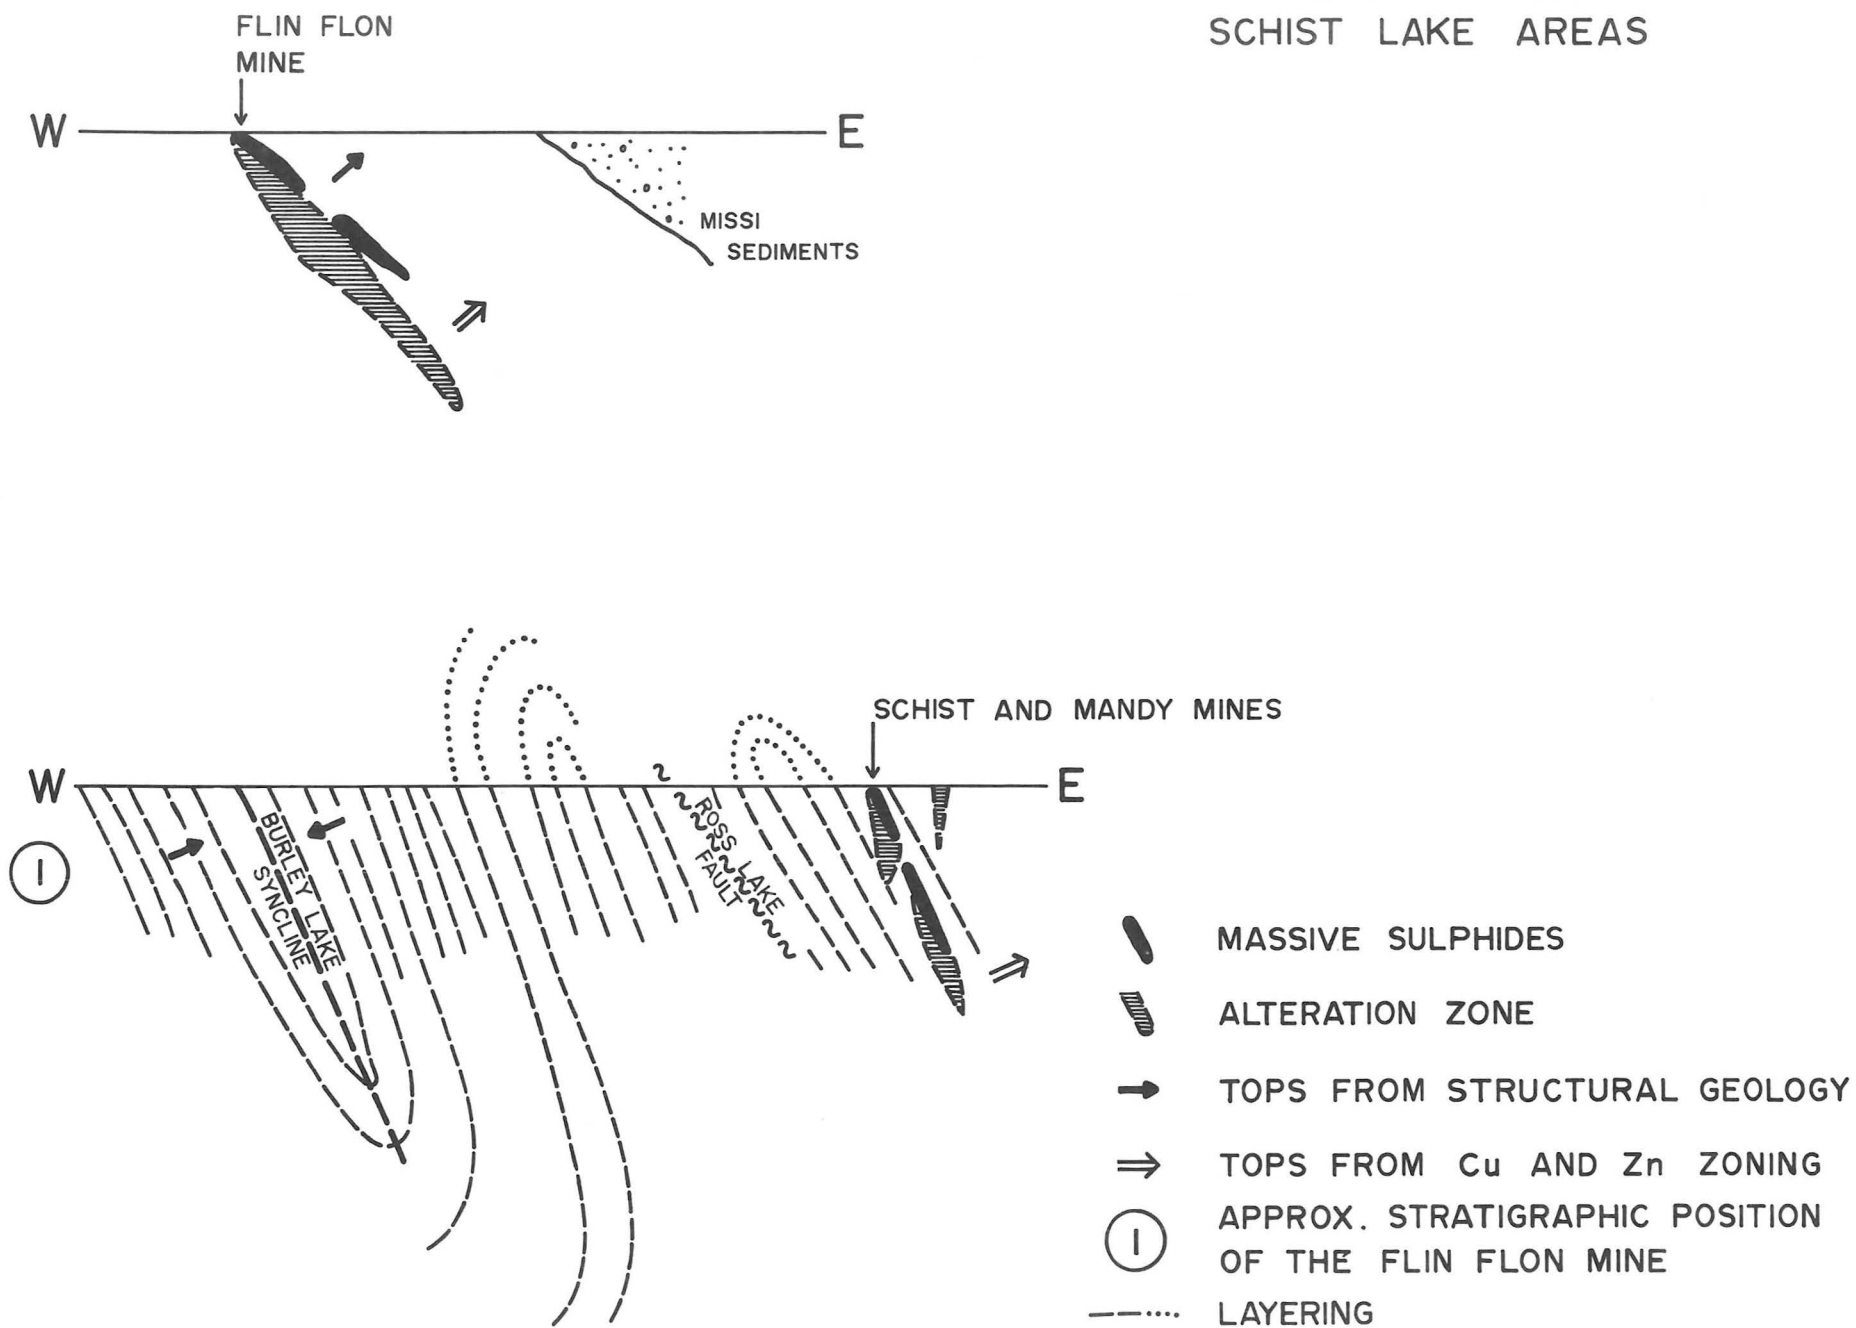 FLIN FLON
MINE
SCHIST LAKE AREAS
W
E
MISSI
SEDIMENTS
SCHIST AND MANDY MINES
W
E
1
BURLEY LAKE
SYNCLINE
ROSS LAKE
FAULT
MASSIVE SULPHIDES
ALTERATION ZONE
TOPS FROM STRUCTURAL GEOLOGY
TOPS FROM Cu AND Zn ZONING
1
APPROX. STRATIGRAPHIC POSITION
OF THE FLIN FLON MINE
LAYERING